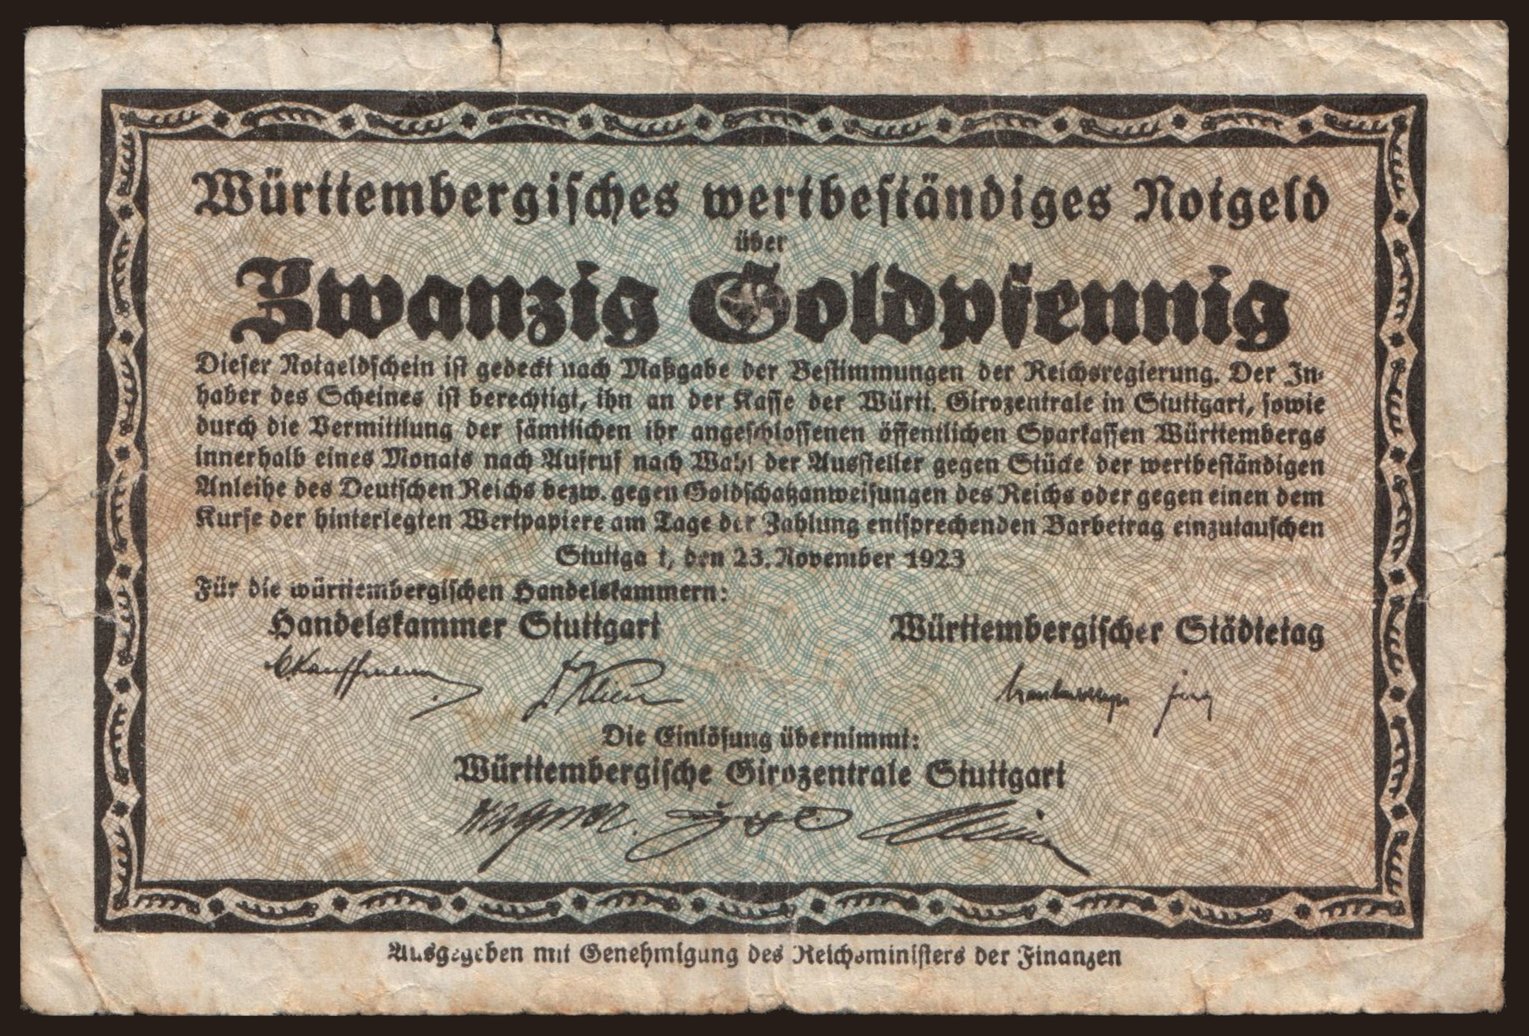 Württembergisches wertbeständiges Notgeld
über
Zwanzig Goldpfennig
Dieser Notgeldschein ist gedeckt nach Maßgabe der Bestimmungen der Reichsregierung. Der In-
haber des Scheines ist berechtigt, ihn an der Kasse der Württ. Girozentrale in Stuttgart, sowie
durch die Vermittlung der sämtlichen ihr angeschlossenen öffentlichen Sparkassen Württembergs
innerhalb eines Monats nach Aufruf nach Wahl der Aussteller gegen Stücke der wertbeständigen
Anleihe des Deutschen Reichs bezw. gegen Goldschatzanweisungen des Reichs oder gegen einen dem
Kurse der hinterlegten Wertpapiere am Tage der Zahlung entsprechenden Barbetrag einzutauschen
Stuttgart, den 23. November 1923
Für die württembergischen Handelskammern:
Handelskammer Stuttgart Württembergischer Städtetag
Kauffmann Klien
Die Einlösung übernimmt:
Württembergische Girozentrale Stuttgart
Ausgegeben mit Genehmigung des Reichsministers der Finanzen